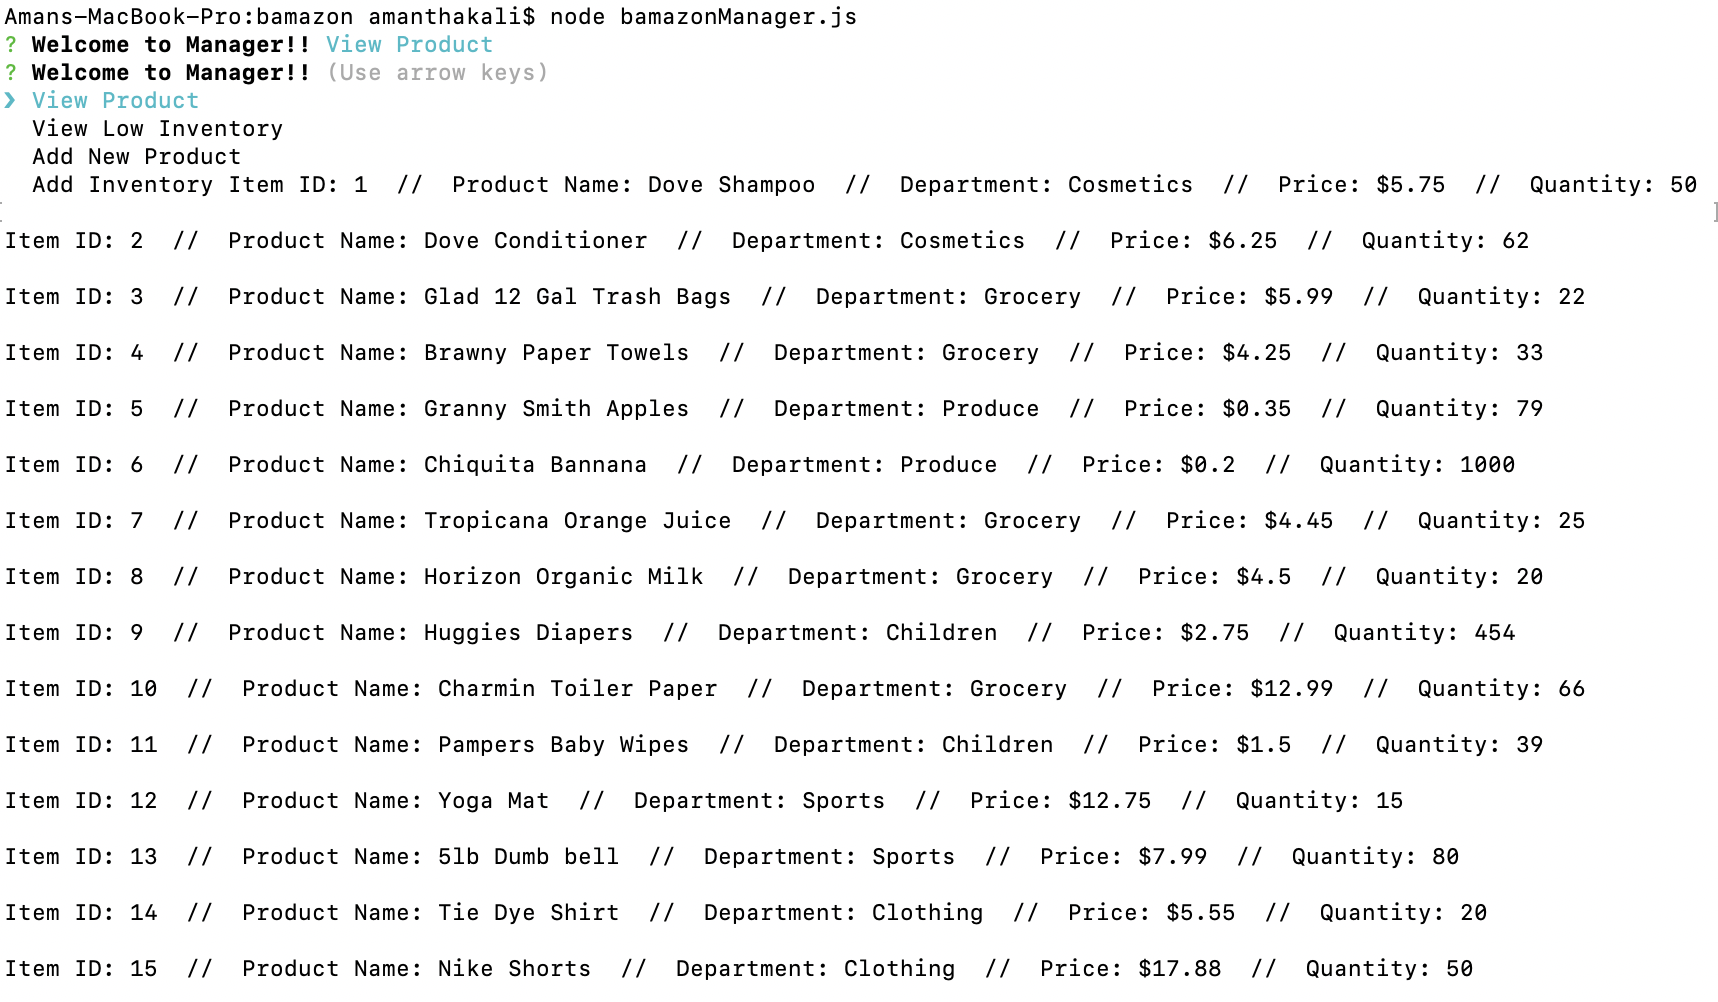 Amans-MacBook-Pro:bamazon amanthakali$ node bamazonManager.js
? Welcome to Manager!! View Product
? Welcome to Manager!! (Use arrow keys)
❯ View Product
  View Low Inventory
  Add New Product
  Add Inventory Item ID: 1  //  Product Name: Dove Shampoo  //  Department: Cosmetics  //  Price: $5.75  //  Quantity: 50
[ ]
Item ID: 2  //  Product Name: Dove Conditioner  //  Department: Cosmetics  //  Price: $6.25  //  Quantity: 62
Item ID: 3  //  Product Name: Glad 12 Gal Trash Bags  //  Department: Grocery  //  Price: $5.99  //  Quantity: 22
Item ID: 4  //  Product Name: Brawny Paper Towels  //  Department: Grocery  //  Price: $4.25  //  Quantity: 33
Item ID: 5  //  Product Name: Granny Smith Apples  //  Department: Produce  //  Price: $0.35  //  Quantity: 79
Item ID: 6  //  Product Name: Chiquita Bannana  //  Department: Produce  //  Price: $0.2  //  Quantity: 1000
Item ID: 7  //  Product Name: Tropicana Orange Juice  //  Department: Grocery  //  Price: $4.45  //  Quantity: 25
Item ID: 8  //  Product Name: Horizon Organic Milk  //  Department: Grocery  //  Price: $4.5  //  Quantity: 20
Item ID: 9  //  Product Name: Huggies Diapers  //  Department: Children  //  Price: $2.75  //  Quantity: 454
Item ID: 10  //  Product Name: Charmin Toiler Paper  //  Department: Grocery  //  Price: $12.99  //  Quantity: 66
Item ID: 11  //  Product Name: Pampers Baby Wipes  //  Department: Children  //  Price: $1.5  //  Quantity: 39
Item ID: 12  //  Product Name: Yoga Mat  //  Department: Sports  //  Price: $12.75  //  Quantity: 15
Item ID: 13  //  Product Name: 5lb Dumb bell  //  Department: Sports  //  Price: $7.99  //  Quantity: 80
Item ID: 14  //  Product Name: Tie Dye Shirt  //  Department: Clothing  //  Price: $5.55  //  Quantity: 20
Item ID: 15  //  Product Name: Nike Shorts  //  Department: Clothing  //  Price: $17.88  //  Quantity: 50